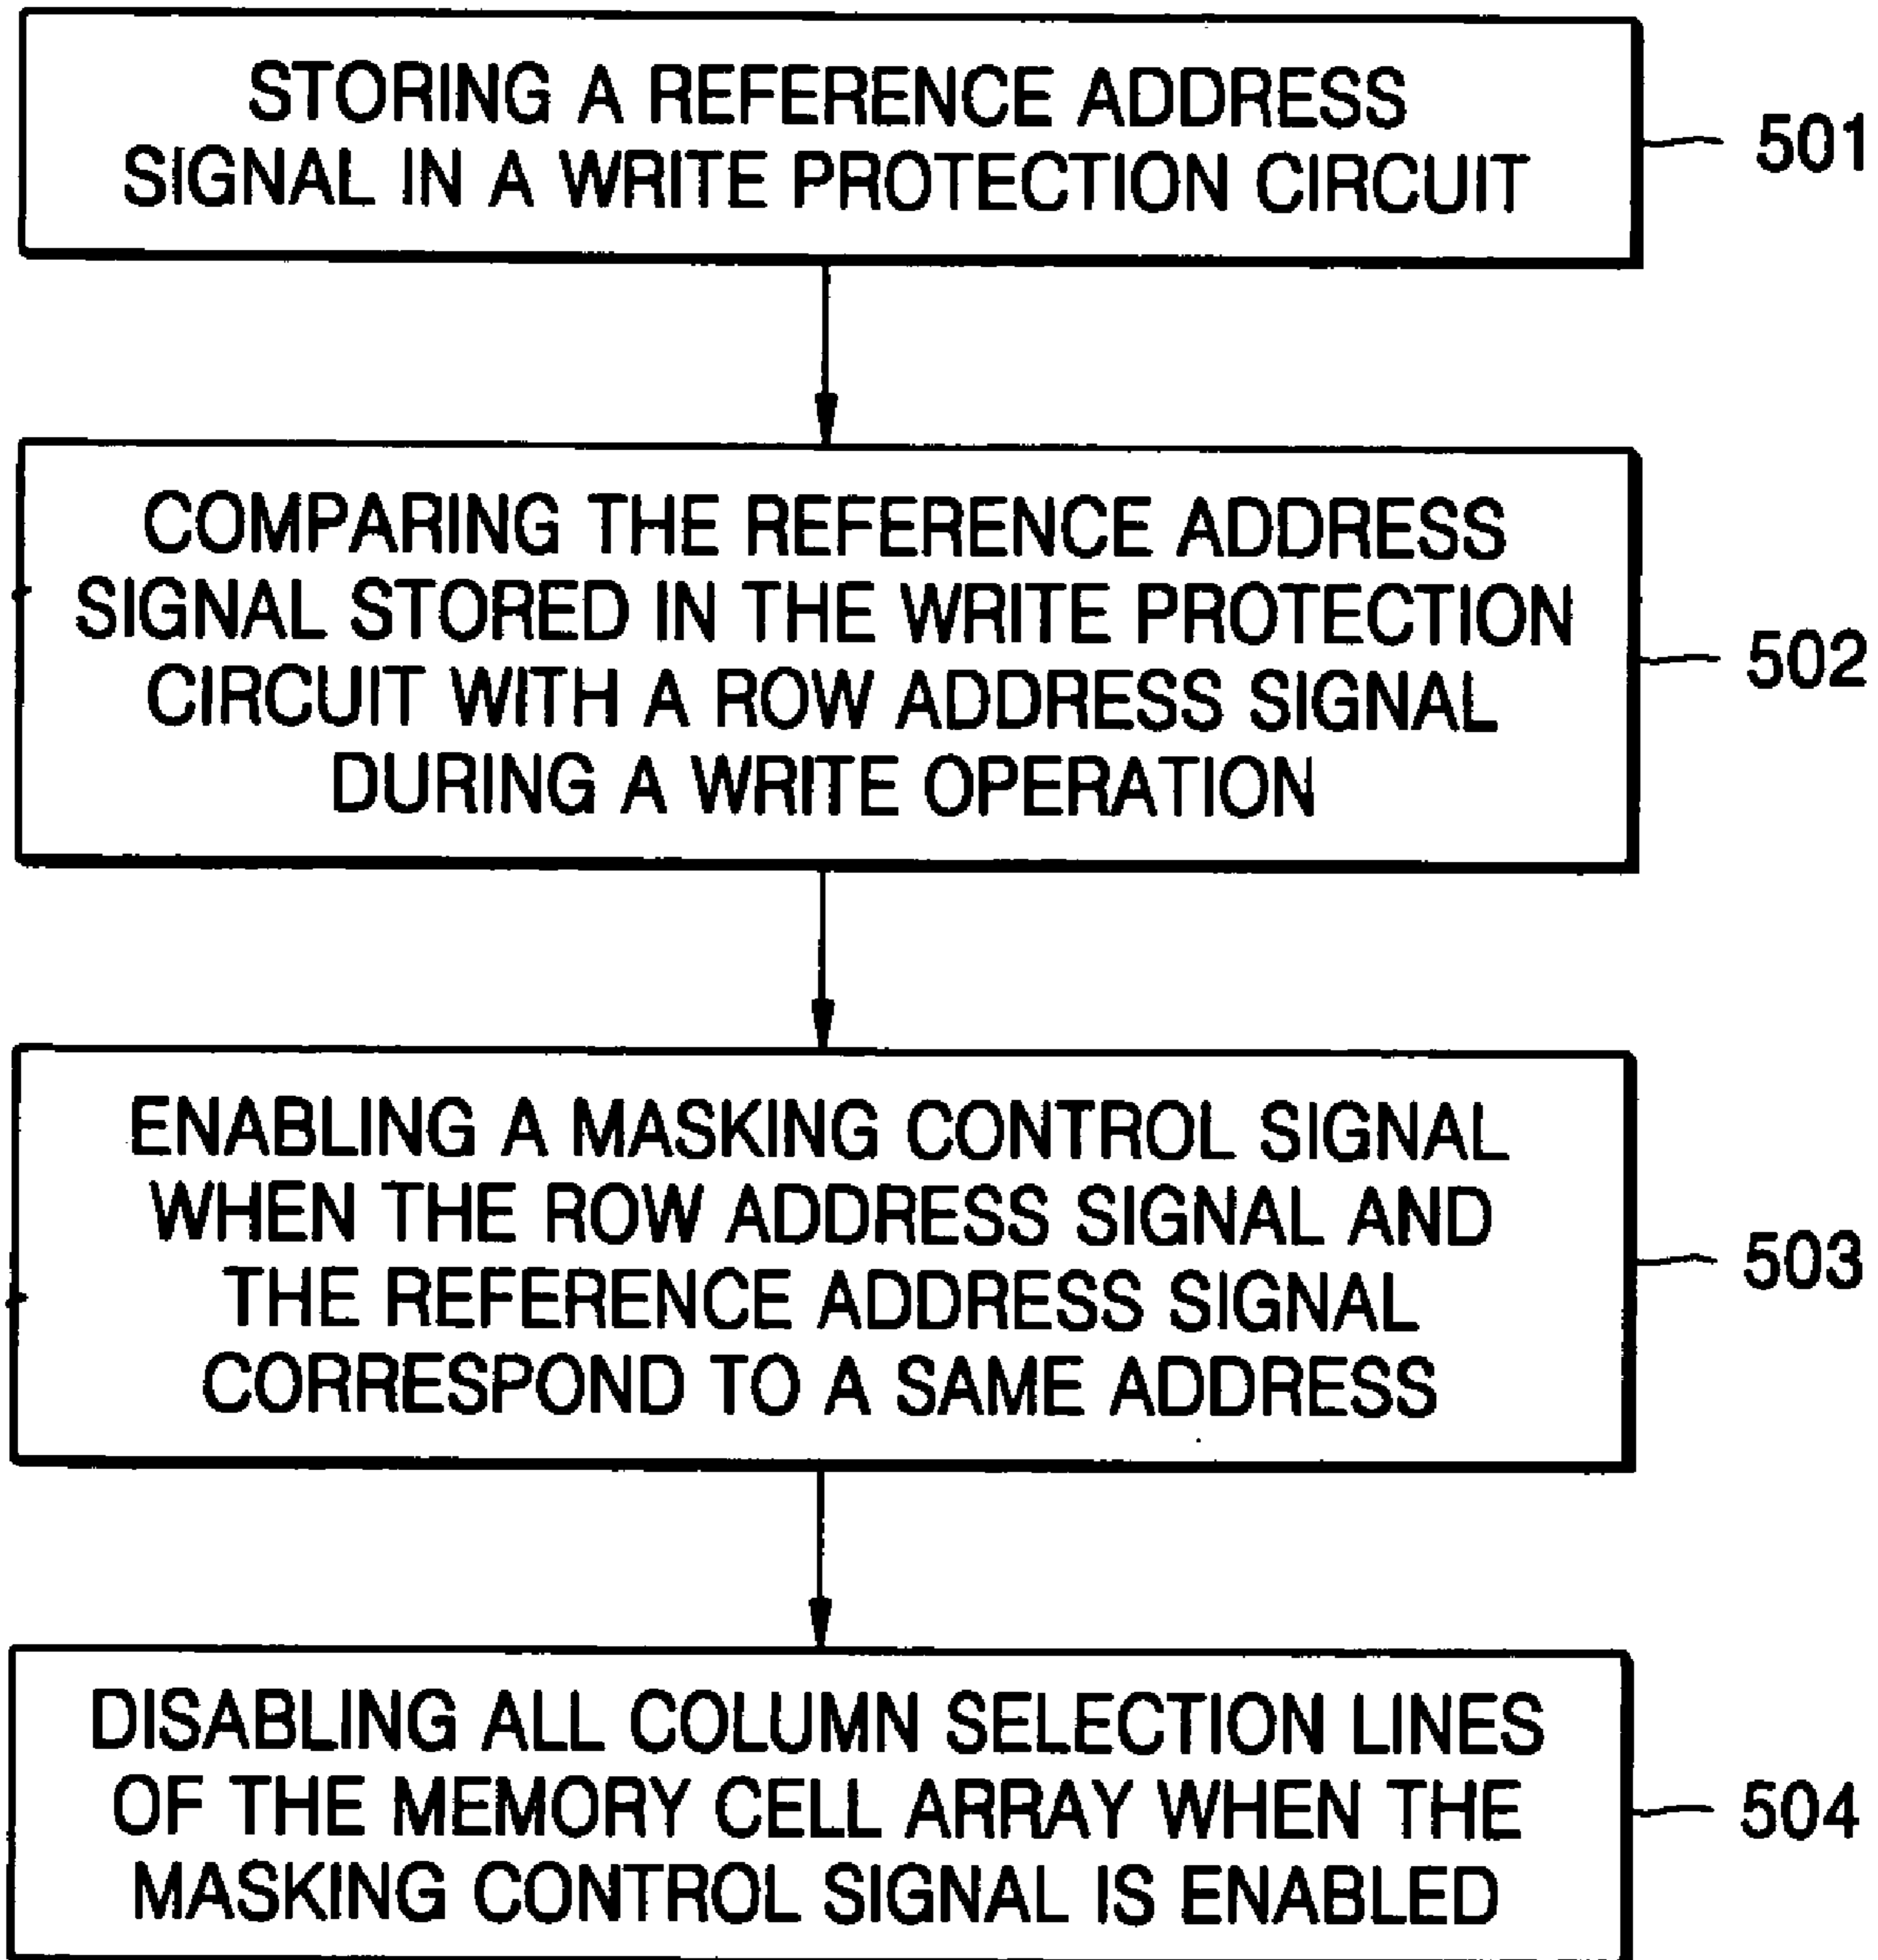 STORING A REFERENCE ADDRESS
SIGNAL IN A WRITE PROTECTION CIRCUIT
501
COMPARING THE REFERENCE ADDRESS
SIGNAL STORED IN THE WRITE PROTECTION
CIRCUIT WITH A ROW ADDRESS SIGNAL
DURING A WRITE OPERATION
502
ENABLING A MASKING CONTROL SIGNAL
WHEN THE ROW ADDRESS SIGNAL AND
THE REFERENCE ADDRESS SIGNAL
CORRESPOND TO A SAME ADDRESS
503
DISABLING ALL COLUMN SELECTION LINES
OF THE MEMORY CELL ARRAY WHEN THE
MASKING CONTROL SIGNAL IS ENABLED
504